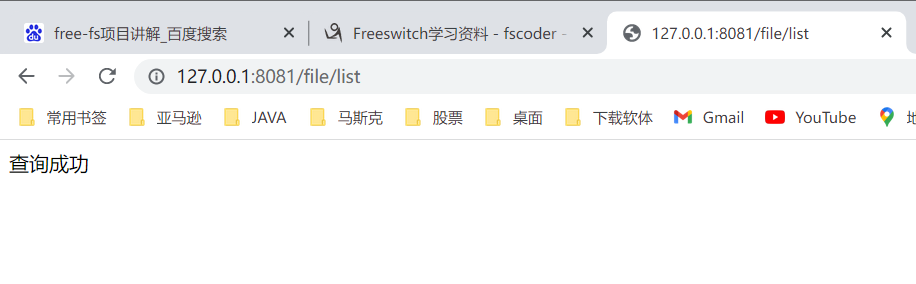 free-fs项目讲解_百度搜索
Freeswitch学习资料 - fscoder -
127.0.0.1:8081/file/list
127.0.0.1:8081/file/list
常用书签 亚马逊 JAVA 马斯克 股票 桌面 下载软体 Gmail YouTube
查询成功